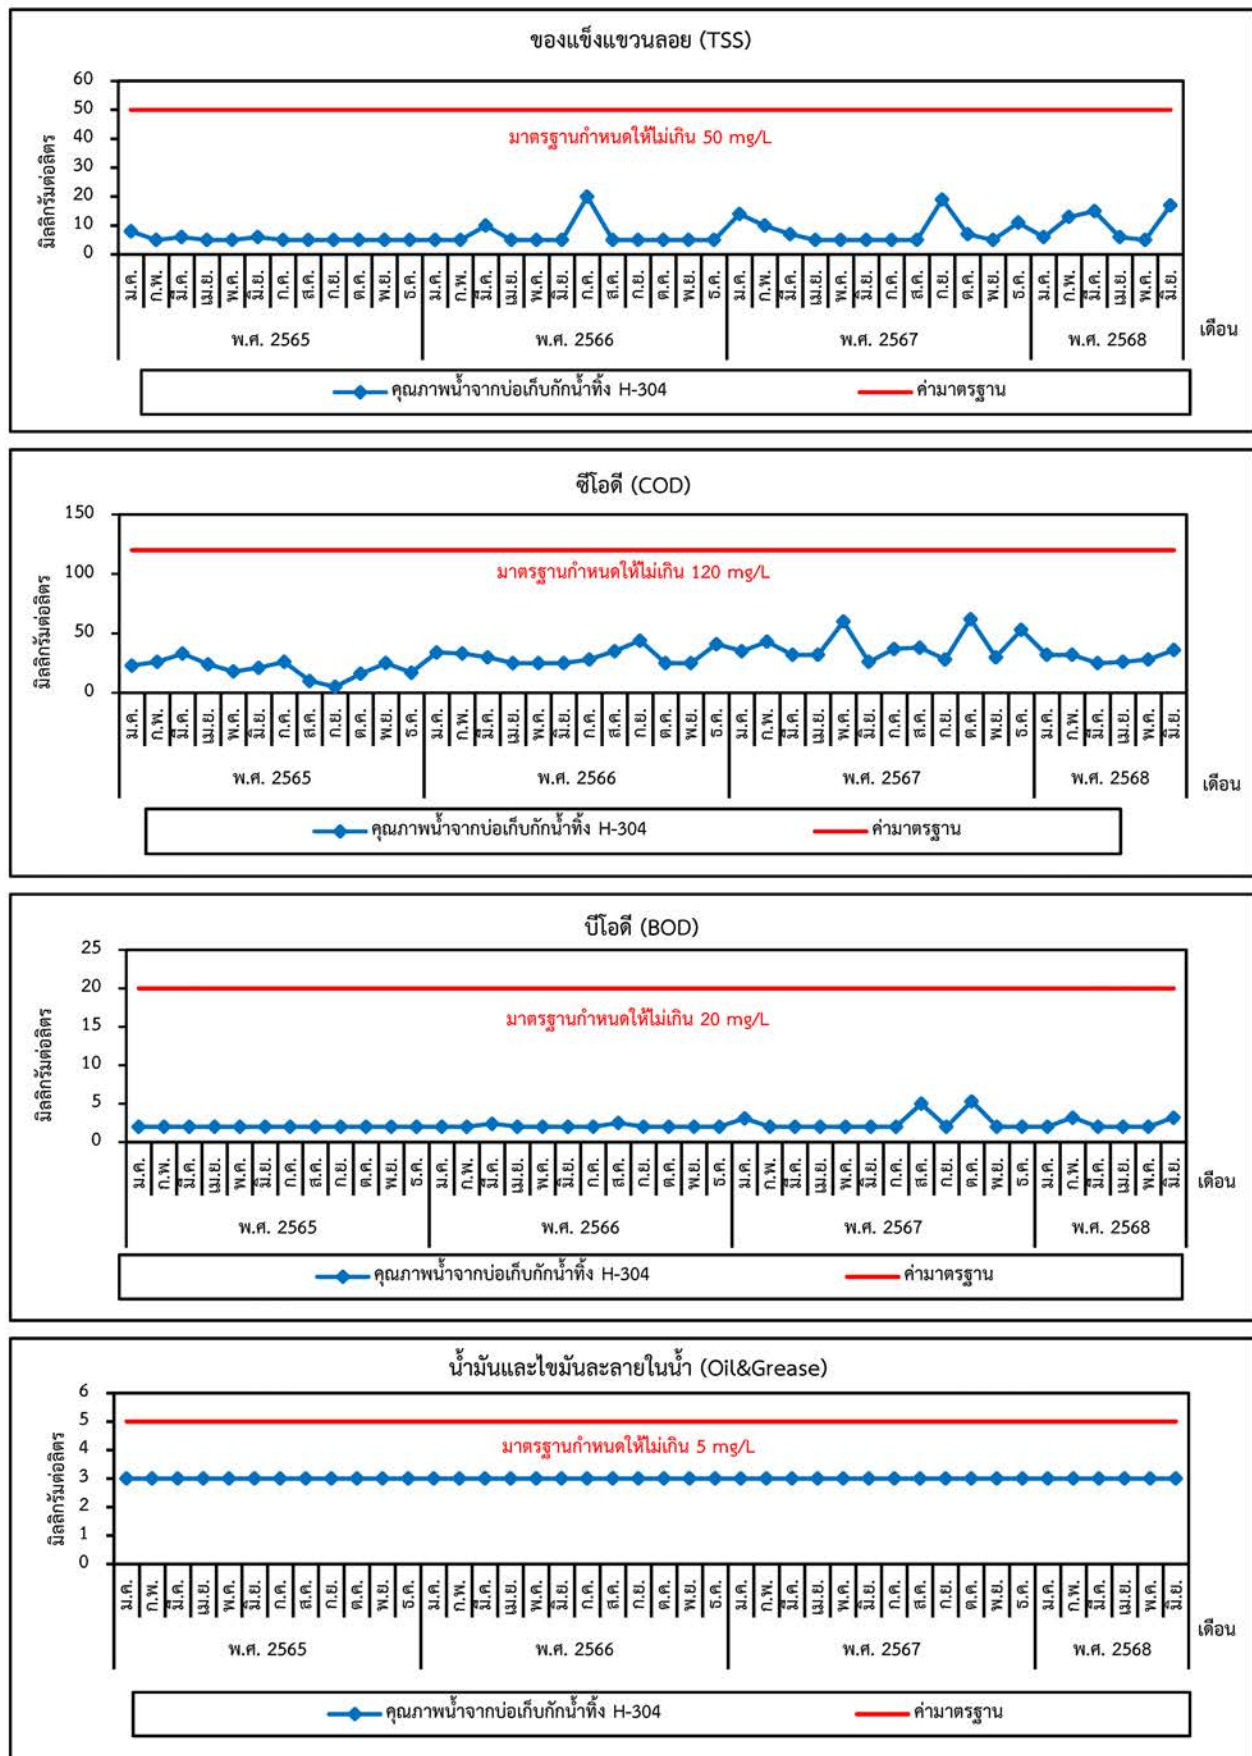 ของแข็งแขวนลอย (TSS)
มิลลิกรัมต่อลิตร
60
50
40
30
20
10
0
มาตรฐานกำหนดให้ไม่เกิน 50 mg/L
ม.ค. ก.พ. มี.ค. เม.ย. พ.ค. มิ.ย. ก.ค. ส.ค. ก.ย. ต.ค. พ.ย. ธ.ค. ม.ค. ก.พ. มี.ค. เม.ย. พ.ค. มิ.ย. ก.ค. ส.ค. ก.ย. ต.ค. พ.ย. ธ.ค. ม.ค. ก.พ. มี.ค. เม.ย. พ.ค. มิ.ย. ก.ค. ส.ค. ก.ย. ต.ค. พ.ย. ธ.ค. ม.ค. ก.พ. มี.ค. เม.ย. พ.ค. มิ.ย.
พ.ศ. 2565 พ.ศ. 2566 พ.ศ. 2567 พ.ศ. 2568 เดือน
คุณภาพน้ำจากบ่อเก็บกักน้ำทิ้ง H-304 ค่ามาตรฐาน
ซีโอดี (COD)
มิลลิกรัมต่อลิตร
150
100
50
0
มาตรฐานกำหนดให้ไม่เกิน 120 mg/L
ม.ค. ก.พ. มี.ค. เม.ย. พ.ค. มิ.ย. ก.ค. ส.ค. ก.ย. ต.ค. พ.ย. ธ.ค. ม.ค. ก.พ. มี.ค. เม.ย. พ.ค. มิ.ย. ก.ค. ส.ค. ก.ย. ต.ค. พ.ย. ธ.ค. ม.ค. ก.พ. มี.ค. เม.ย. พ.ค. มิ.ย. ก.ค. ส.ค. ก.ย. ต.ค. พ.ย. ธ.ค. ม.ค. ก.พ. มี.ค. เม.ย. พ.ค. มิ.ย.
พ.ศ. 2565 พ.ศ. 2566 พ.ศ. 2567 พ.ศ. 2568 เดือน
คุณภาพน้ำจากบ่อเก็บกักน้ำทิ้ง H-304 ค่ามาตรฐาน
บีโอดี (BOD)
มิลลิกรัมต่อลิตร
25
20
15
10
5
0
มาตรฐานกำหนดให้ไม่เกิน 20 mg/L
ม.ค. ก.พ. มี.ค. เม.ย. พ.ค. มิ.ย. ก.ค. ส.ค. ก.ย. ต.ค. พ.ย. ธ.ค. ม.ค. ก.พ. มี.ค. เม.ย. พ.ค. มิ.ย. ก.ค. ส.ค. ก.ย. ต.ค. พ.ย. ธ.ค. ม.ค. ก.พ. มี.ค. เม.ย. พ.ค. มิ.ย. ก.ค. ส.ค. ก.ย. ต.ค. พ.ย. ธ.ค. ม.ค. ก.พ. มี.ค. เม.ย. พ.ค. มิ.ย. เดือน
พ.ศ. 2565 พ.ศ. 2566 พ.ศ. 2567 พ.ศ. 2568
คุณภาพน้ำจากบ่อเก็บกักน้ำทิ้ง H-304 ค่ามาตรฐาน
น้ำมันและไขมันละลายในน้ำ (Oil&Grease)
มิลลิกรัมต่อลิตร
6
5
4
3
2
1
0
มาตรฐานกำหนดให้ไม่เกิน 5 mg/L
ม.ค. ก.พ. มี.ค. เม.ย. พ.ค. มิ.ย. ก.ค. ส.ค. ก.ย. ต.ค. พ.ย. ธ.ค. ม.ค. ก.พ. มี.ค. เม.ย. พ.ค. มิ.ย. ก.ค. ส.ค. ก.ย. ต.ค. พ.ย. ธ.ค. ม.ค. ก.พ. มี.ค. เม.ย. พ.ค. มิ.ย. ก.ค. ส.ค. ก.ย. ต.ค. พ.ย. ธ.ค. ม.ค. ก.พ. มี.ค. เม.ย. พ.ค. มิ.ย.
พ.ศ. 2565 พ.ศ. 2566 พ.ศ. 2567 พ.ศ. 2568 เดือน
คุณภาพน้ำจากบ่อเก็บกักน้ำทิ้ง H-304 ค่ามาตรฐาน